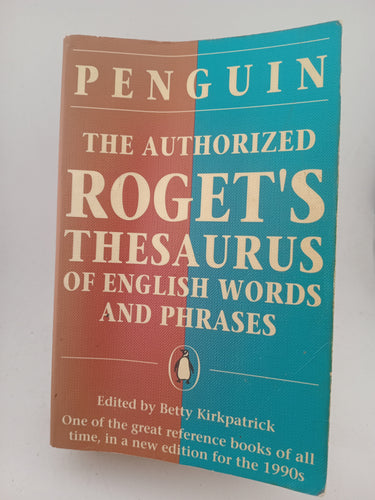 PENGUIN
THE AUTHORIZED
ROGET'S
THESAURUS
OF ENGLISH WORDS
AND PHRASES
Edited by Betty Kirkpatrick
One of the great reference books of all
time, in a new edition for the 1990s